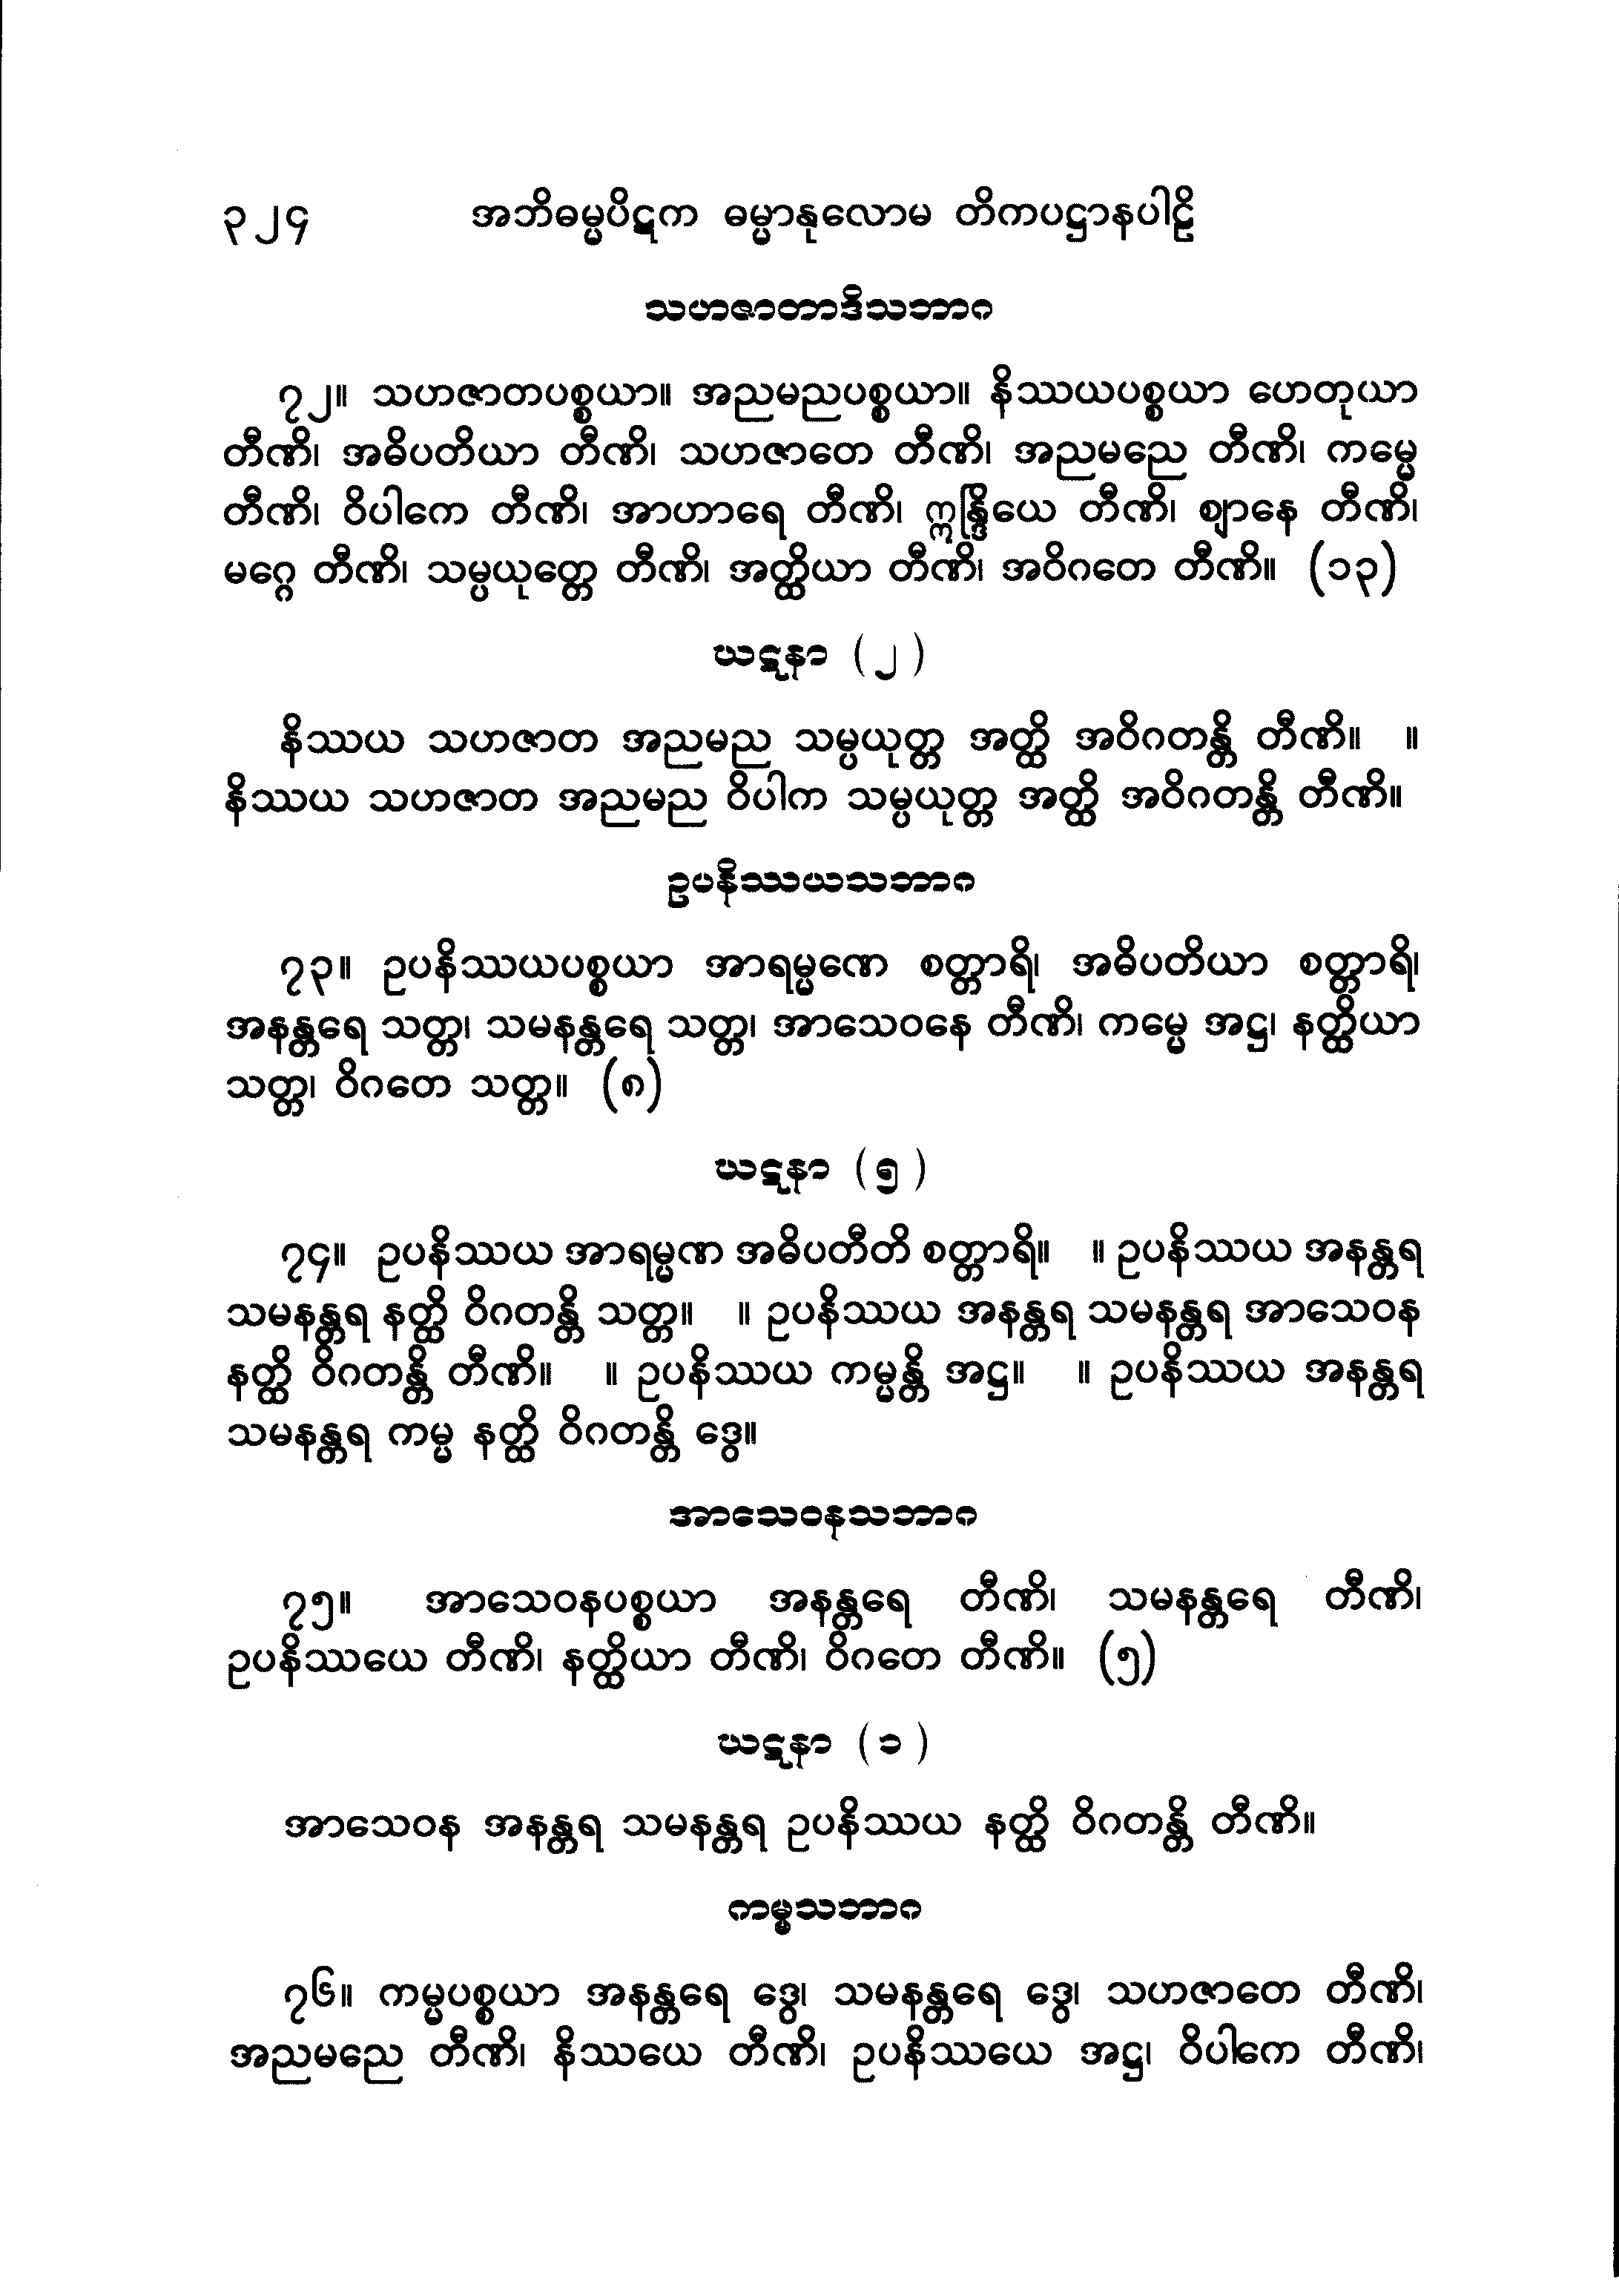 ၃၂၄ အဘိဓမ္မပိဋက ဓမ္မာနုလောမ တိကပဋ္ဌာနပါဠိ
သဟဇာတာဒိသဘာဂ
၇၂။ သဟဇာတပစ္စယာ။ အညမညပစ္စယာ။ နိဿယပစ္စယာ ဟေတုယာ
တီဏိ၊ အဓိပတိယာ တီဏိ၊ သဟဇာတေ တီဏိ၊ အညမညေ တီဏိ၊ ကမ္မေ
တီဏိ၊ ဝိပါကေ တီဏိ၊ အာဟာရေ တီဏိ၊ ဣန္ဒြိယေ တီဏိ၊ ဈာနေ တီဏိ၊
မဂ္ဂေ တီဏိ၊ သမ္ပယုတ္တေ တီဏိ၊ အတ္ထိယာ တီဏိ၊ အဝိဂတေ တီဏိ။ (၁၃)
ဃဋနာ (၂)
နိဿယ သဟဇာတ အညမည သမ္ပယုတ္တ အတ္ထိ အဝိဂတန္တိ တီဏိ။ ။
နိဿယ သဟဇာတ အညမည ဝိပါက သမ္ပယုတ္တ အတ္ထိ အဝိဂတန္တိ တီဏိ။
ဥပနိဿယသဘာဂ
၇၃။ ဥပနိဿယပစ္စယာ အာရမ္မဏေ စတ္တာရိ၊ အဓိပတိယာ စတ္တာရိ၊
အနန္တရေ သတ္တ၊ သမနန္တရေ သတ္တ၊ အာသေဝနေ တီဏိ၊ ကမ္မေ အဋ္ဌ၊ နတ္ထိယာ
သတ္တ၊ ဝိဂတေ သတ္တ။ (၈)
ဃဋနာ (၅)
၇၄။ ဥပနိဿယ အာရမ္မဏ အဓိပတီတိ စတ္တာရိ။ ။ ဥပနိဿယ အနန္တရ
သမနန္တရ နတ္ထိ ဝိဂတန္တိ သတ္တ။ ။ ဥပနိဿယ အနန္တရ သမနန္တရ အာသေဝန
နတ္ထိ ဝိဂတန္တိ တီဏိ။ ။ ဥပနိဿယ ကမ္မန္တိ အဋ္ဌ။ ။ ဥပနိဿယ အနန္တရ
သမနန္တရ ကမ္မ နတ္ထိ ဝိဂတန္တိ ဒွေ။
အာသေဝနသဘာဂ
၇၅။ အာသေဝနပစ္စယာ အနန္တရေ တီဏိ၊ သမနန္တရေ တီဏိ၊
ဥပနိဿယေ တီဏိ၊ နတ္ထိယာ တီဏိ၊ ဝိဂတေ တီဏိ။ (၅)
ဃဋနာ (၁)
အာသေဝန အနန္တရ သမနန္တရ ဥပနိဿယ နတ္ထိ ဝိဂတန္တိ တီဏိ။
ကမ္မသဘာဂ
၇၆။ ကမ္မပစ္စယာ အနန္တရေ ဒွေ၊ သမနန္တရေ ဒွေ၊ သဟဇာတေ တီဏိ၊
အညမညေ တီဏိ၊ နိဿယေ တီဏိ၊ ဥပနိဿယေ အဋ္ဌ၊ ဝိပါကေ တီဏိ၊